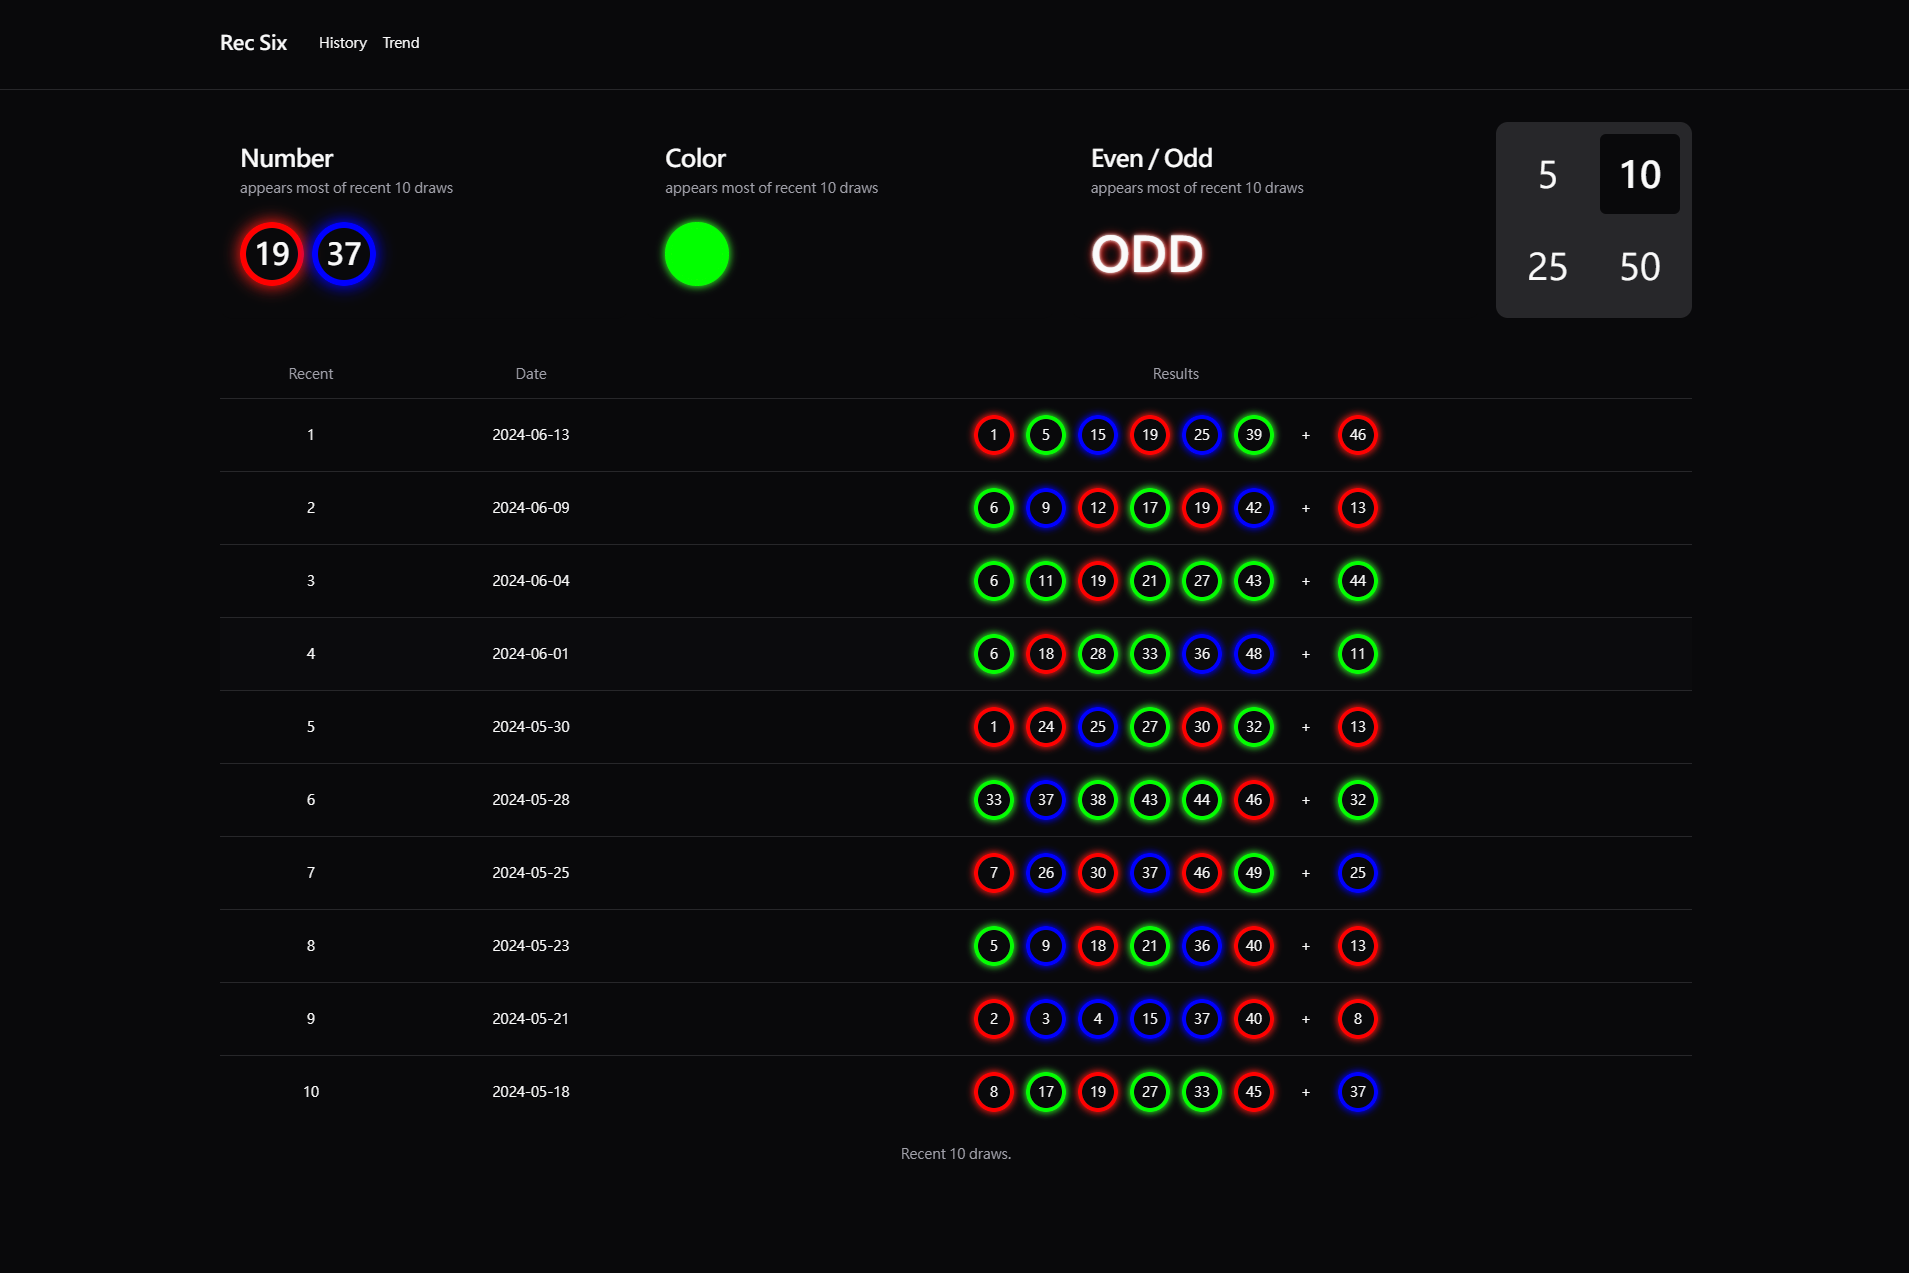 Rec Six History Trend
Number
appears most of recent 10 draws
19 37
Color
appears most of recent 10 draws
Even / Odd
appears most of recent 10 draws
ODD
5 10
25 50
Recent Date Results
1 2024-06-13 1 5 15 19 25 39 + 46
2 2024-06-09 6 9 12 17 19 42 + 13
3 2024-06-04 6 11 19 21 27 43 + 44
4 2024-06-01 6 18 28 33 36 48 + 11
5 2024-05-30 1 24 25 27 30 32 + 13
6 2024-05-28 33 37 38 43 44 46 + 32
7 2024-05-25 7 26 30 37 46 49 + 25
8 2024-05-23 5 9 18 21 36 40 + 13
9 2024-05-21 2 3 4 15 37 40 + 8
10 2024-05-18 8 17 19 27 33 45 + 37
Recent 10 draws.